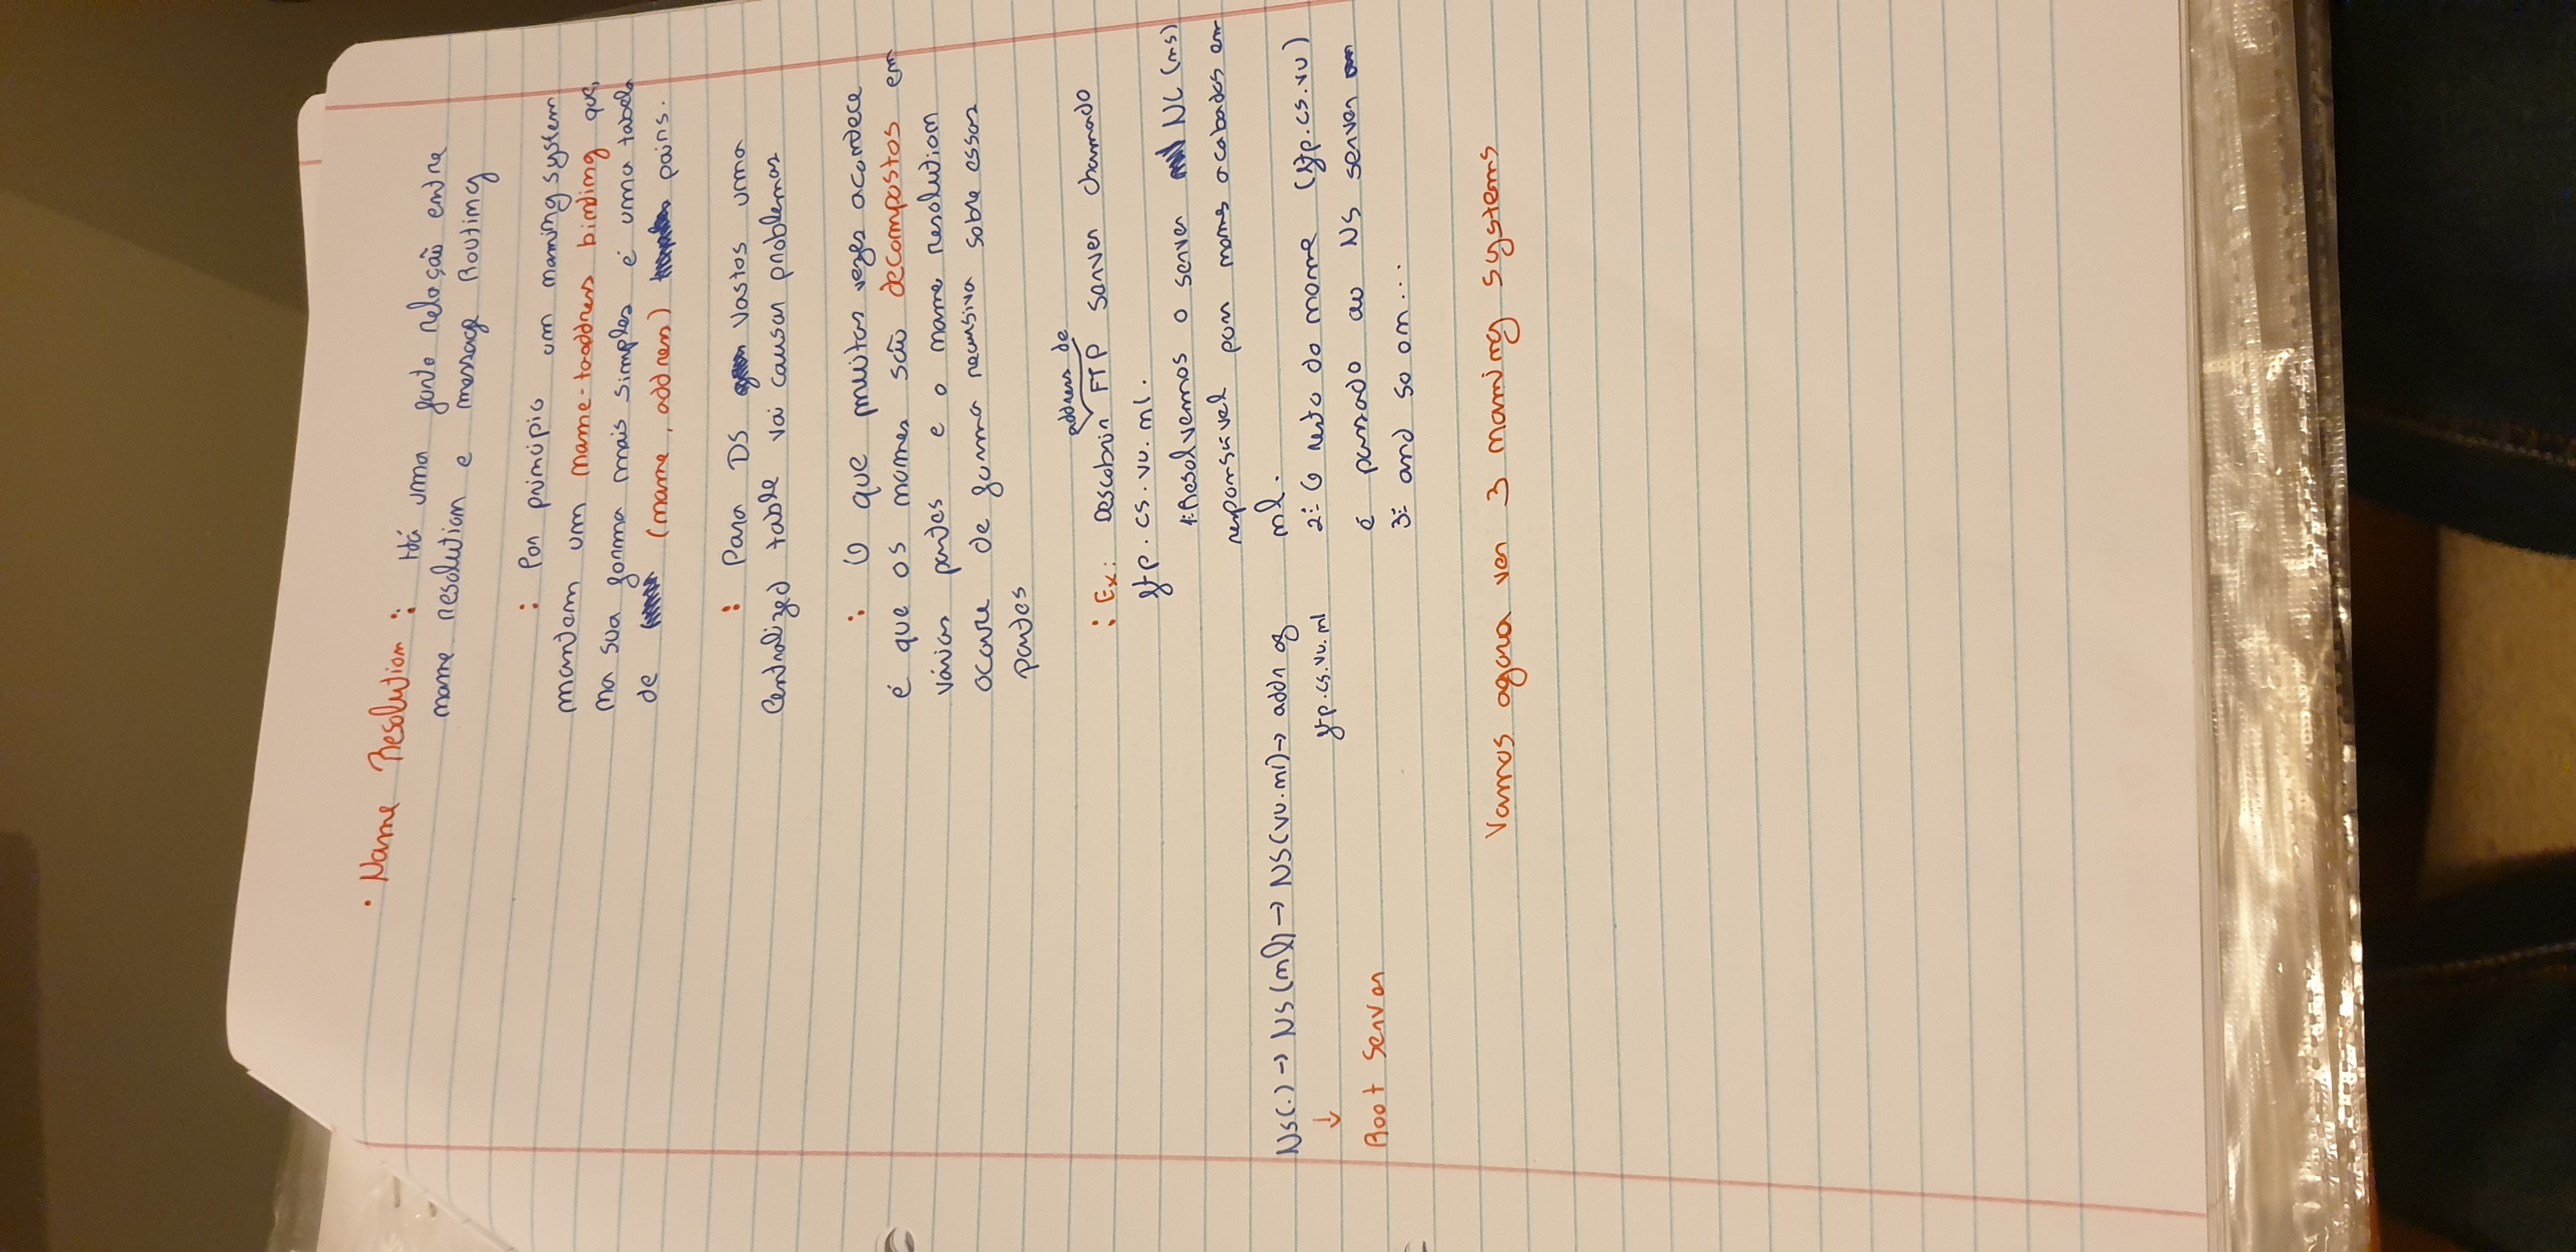 · Name Resolution : Há uma forte relação entre
name resolution e message Routing
: Por principio um naming system
mantem um name-to-address binding que,
na sua forma mais simples é uma tabela
de (name, address) pairs.
: Para DS vastos uma
Centralized table vai causar problemas
: O que muitas vezes acontece
é que os nomes são decompostos em
várias partes e o name resolution
ocorre de forma recursiva sobre essas
partes
address de
: Ex: Descobrir FTP server chamado
ftp.cs.vu.nl.
1: Resolvemos o server NL (ns)
responsável por nomes acabados em
nl.
2: O resto do nome (ftp.cs.vu)
é passado ao NS server
3: and so on...
NS(.) → NS(nl) → NS(vu.nl) → addr of
ftp.cs.vu.nl
↓
Root Server
Vamos agora ver 3 naming systems